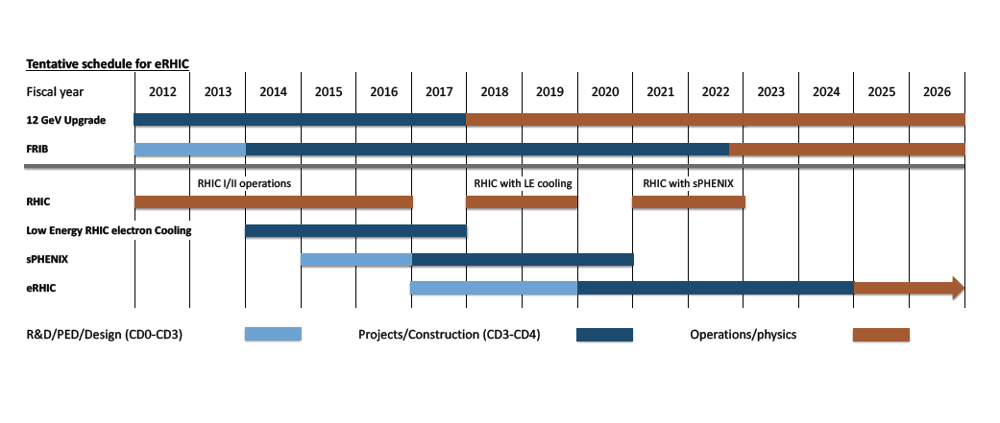 Tentative schedule for eRHIC
Fiscal year 2012 2013 2014 2015 2016 2017 2018 2019 2020 2021 2022 2023 2024 2025 2026
12 GeV Upgrade
FRIB
RHIC I/II operations RHIC with LE cooling RHIC with sPHENIX
RHIC
Low Energy RHIC electron Cooling
sPHENIX
eRHIC
R&D/PED/Design (CD0-CD3) Projects/Construction (CD3-CD4) Operations/physics